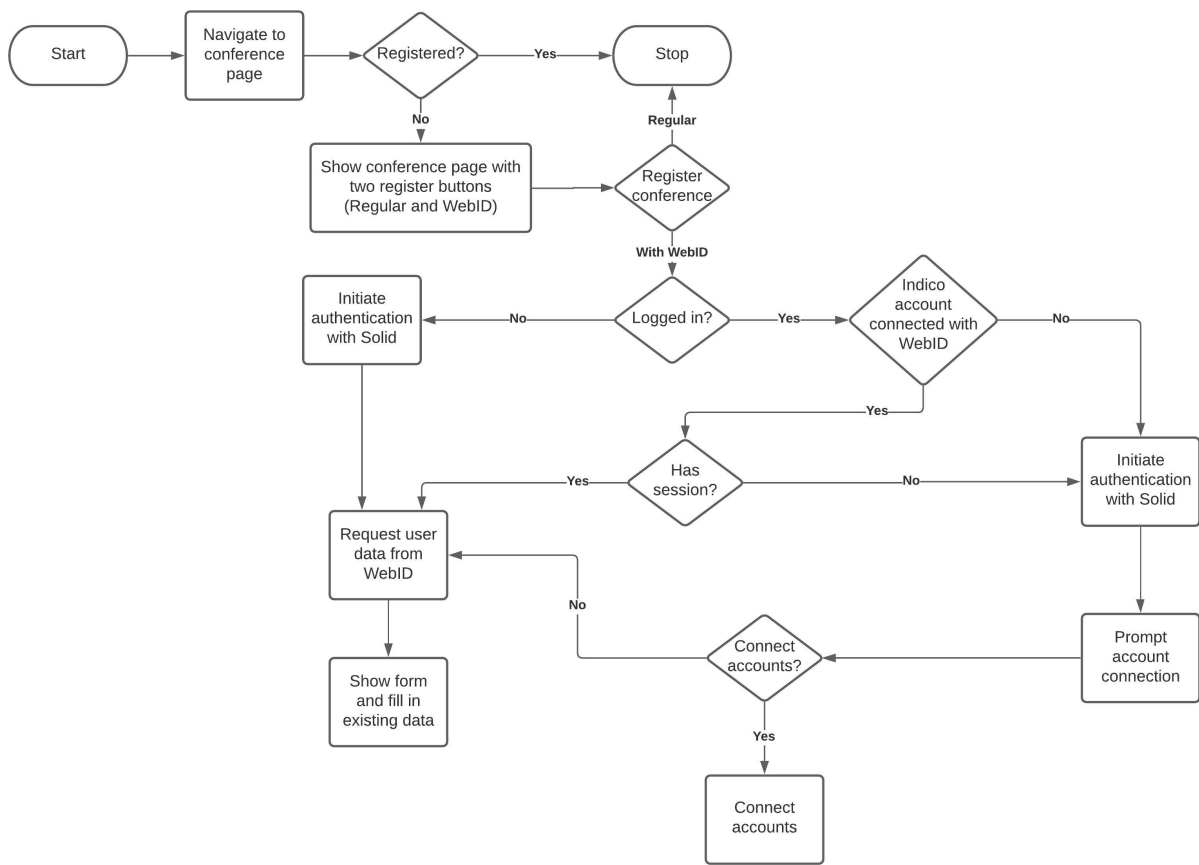 Start
Navigate to
conference
page
Registered?
Yes
Stop
No
Regular
Show conference page with
two register buttons
(Regular and WebID)
Register
conference
With WebID
Initiate
authentication
with Solid
No
Logged in?
Yes
Indico
account
connected with
WebID
No
Yes
Yes
Has
session?
No
Initiate
authentication
with Solid
Request user
data from
WebID
No
Connect
accounts?
Prompt
account
connection
Show form
and fill in
existing data
Yes
Connect
accounts